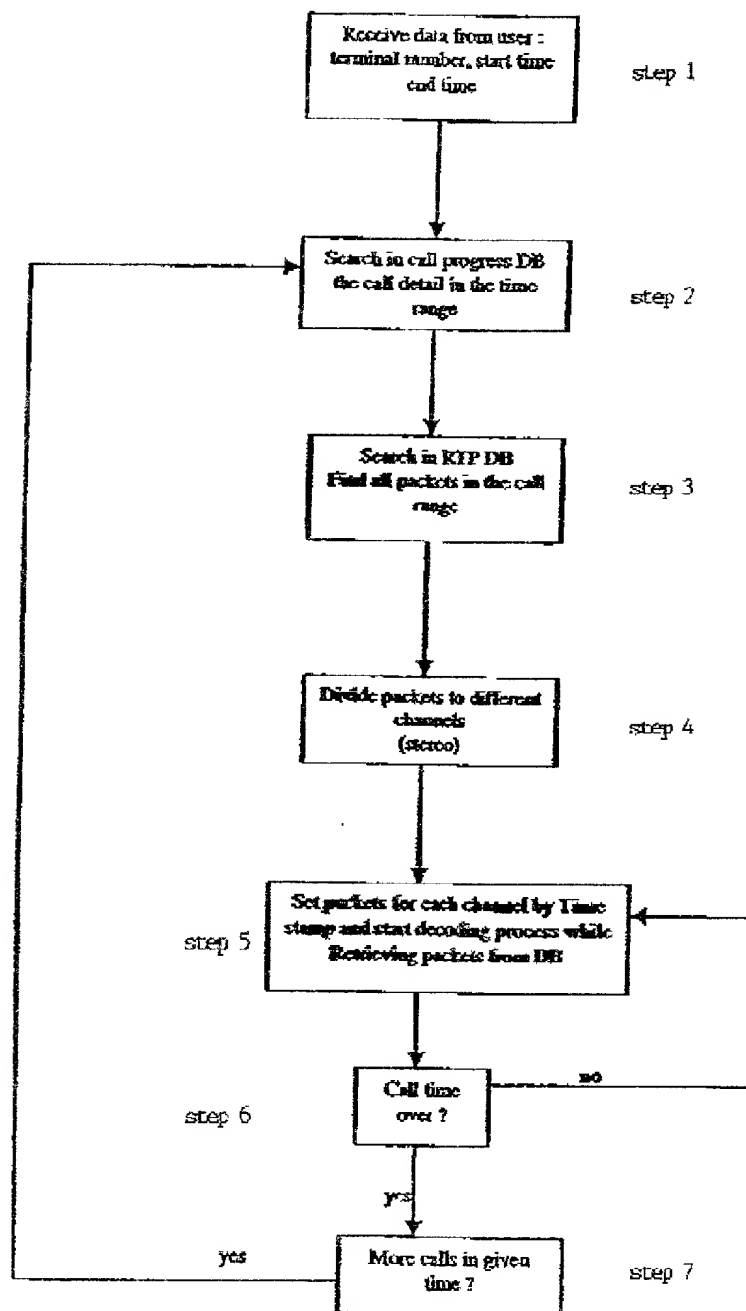 Receive data from user :
terminal number, start time
end time
step 1
Search in call progress DB
the call detail in the time
range
step 2
Search in RTP DB
Find all packets in the call
range
step 3
Divide packets to different
channels
(stereo)
step 4
Set packets for each channel by Time
stamp and start decoding process while
Retrieving packets from DB
step 5
Call time
over ?
no
step 6
yes
More calls in given
time ?
yes
step 7